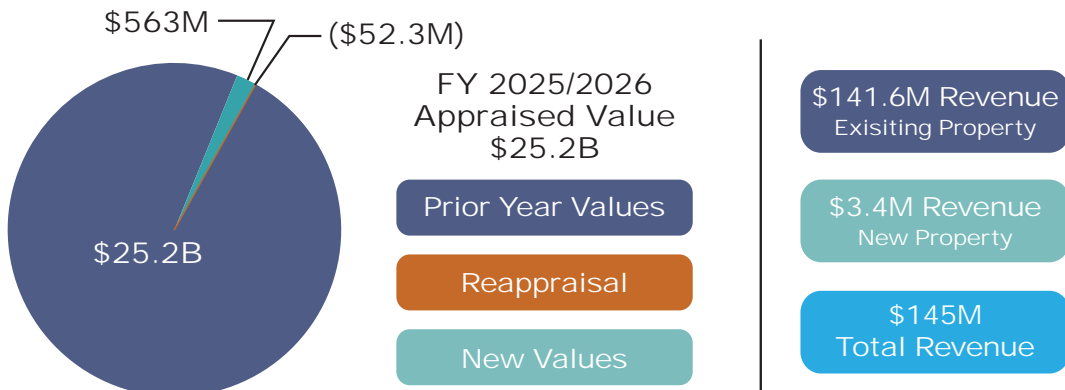 $563M
($52.3M)
$25.2B
FY 2025/2026
Appraised Value
$25.2B
Prior Year Values
Reappraisal
New Values
$141.6M Revenue
Exisiting Property
$3.4M Revenue
New Property
$145M
Total Revenue